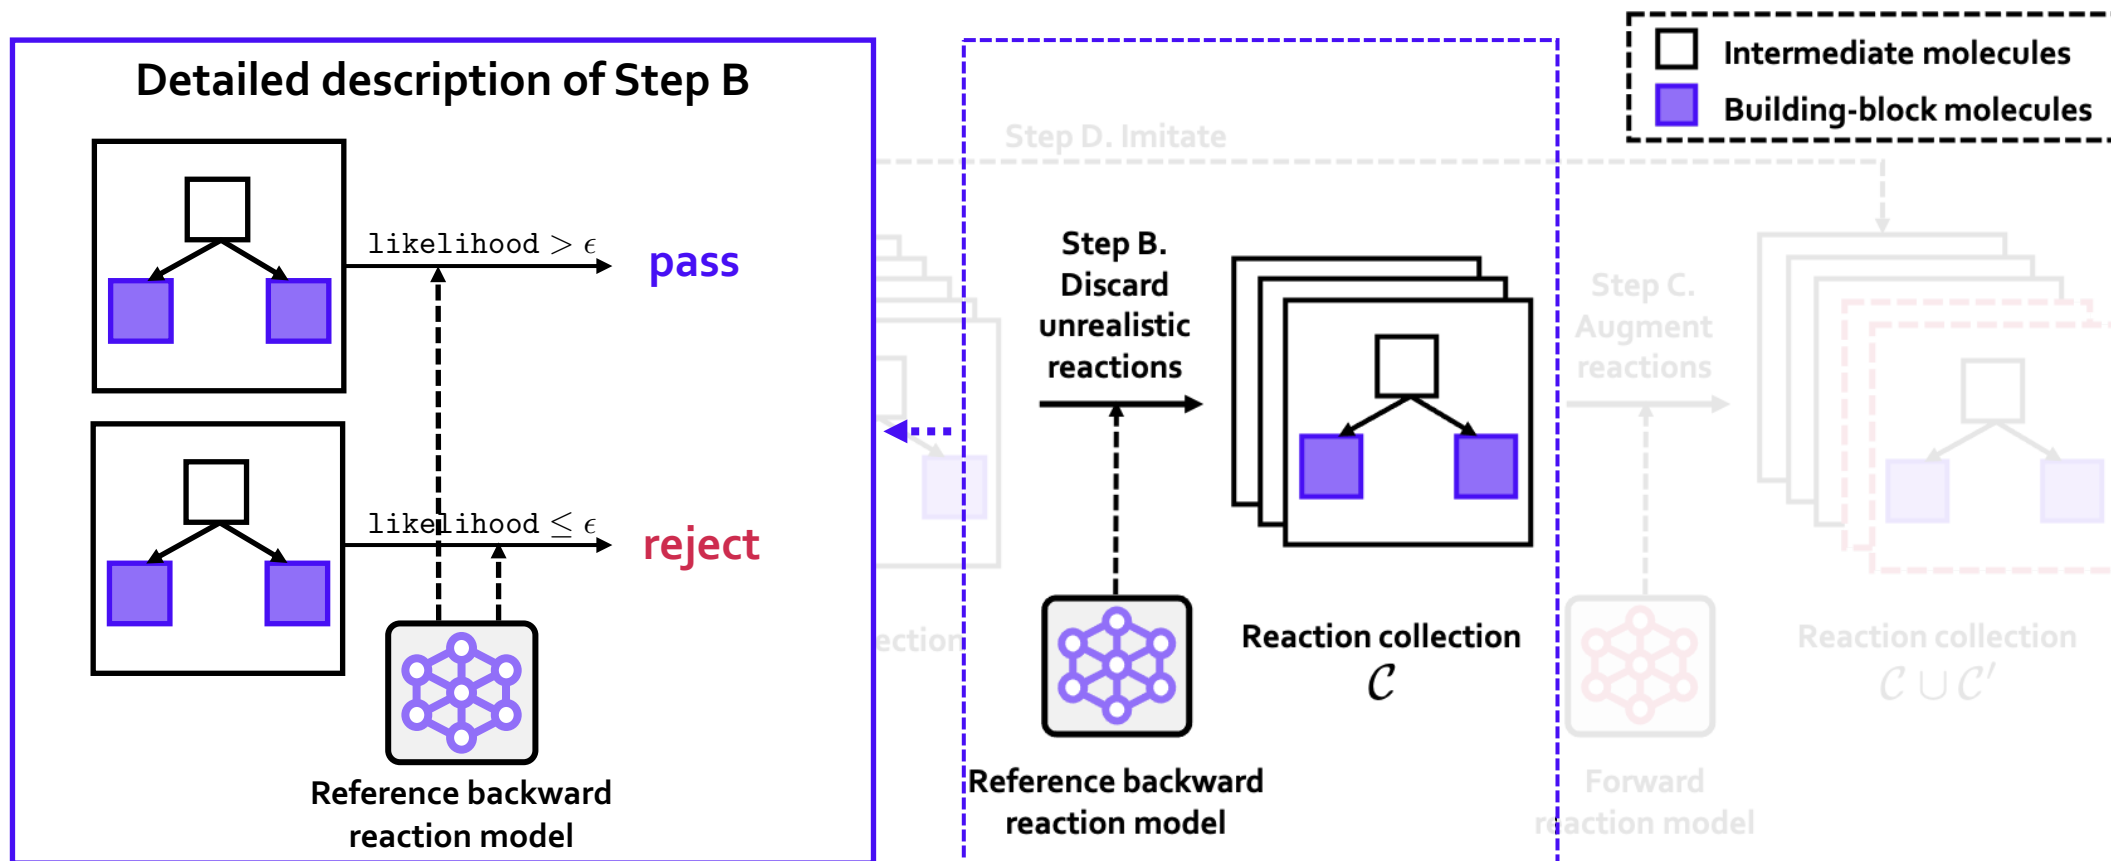 Detailed description of Step B
likelihood > ϵ
pass
likelihood ≤ ϵ
reject
Reference backward
reaction model
Step D. Imitate
Step B.
Discard
unrealistic
reactions
Reference backward
reaction model
Reaction collection
𝒞
Step C.
Augment
reactions
Forward
reaction model
Reaction collection
𝒞 ∪ 𝒞′
Intermediate molecules
Building-block molecules